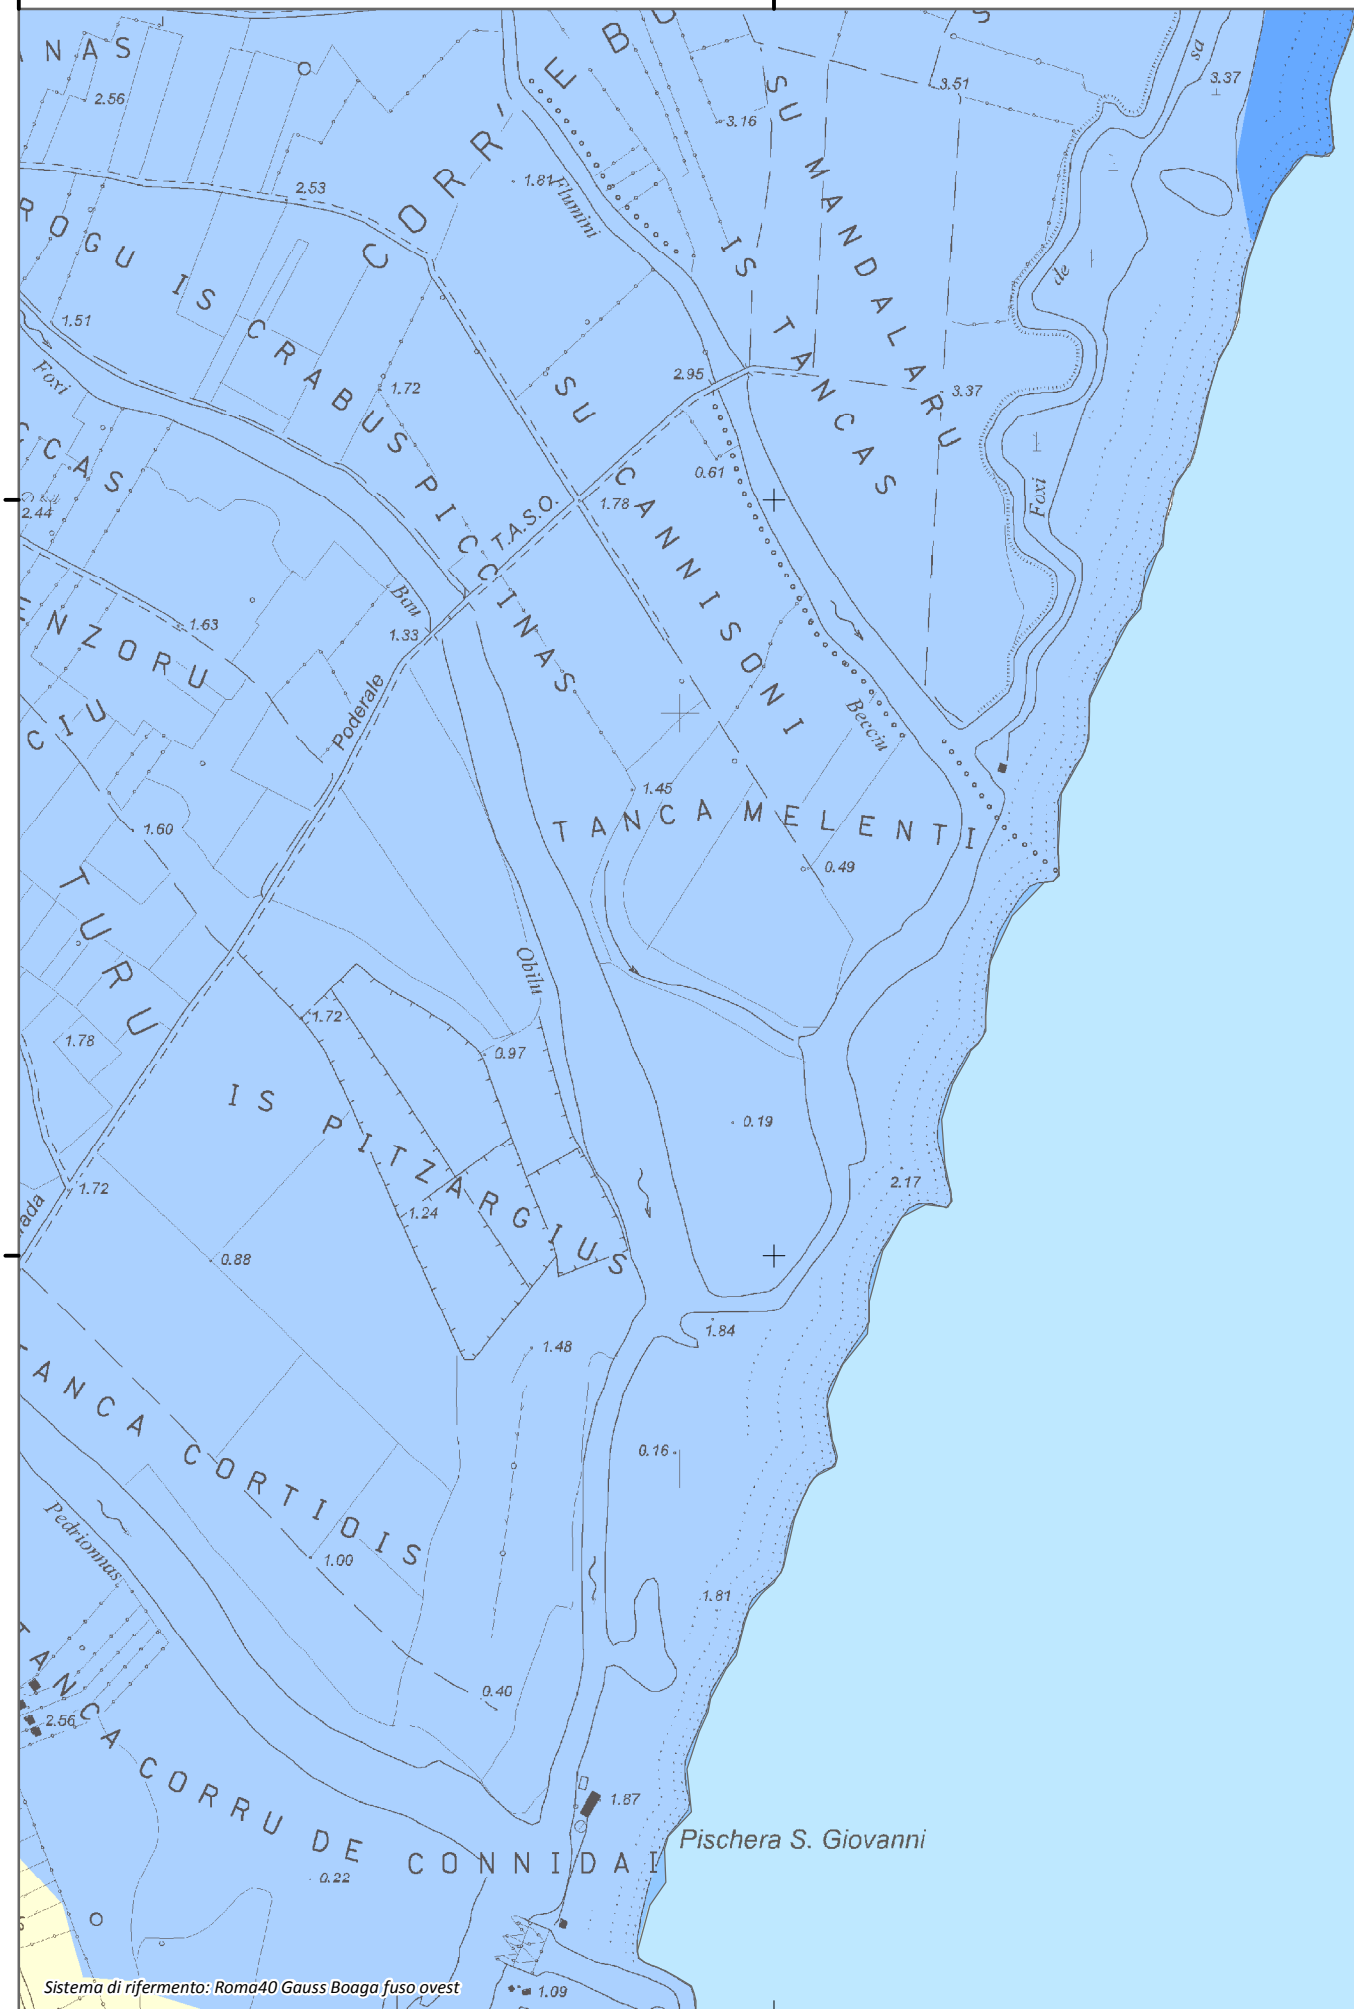 NAS
CORR'E
SU MANDALARU
sa
3.37
2.56
3.51
3.16
1.81
Flumini
2.53
ROGU IS CRABUS PICCINAS
IS TANCAS
de
1.51
Foxi
1.72
2.95
3.37
SU CANNISONI
CCAS
0.61
2.44
T.A.S.O.
1.78
Foxi
Bau
1.33
1.63
ENZORU
CIU
Poderale
Becciu
1.45
TANCA MELENTI
1.60
0.49
TURU
Obilu
1.72
1.78
0.97
IS PITZARGIUS
0.19
2.17
1.72
rada
1.24
0.88
1.84
1.48
ANCA CORTIOIS
0.16
Pedrionnas
1.00
1.81
0.40
TANCA CORRU DE CONNIDAI
2.56
1.87
Pischera S. Giovanni
0.22
Sistema di rifermento: Roma40 Gauss Boaga fuso ovest
1.09